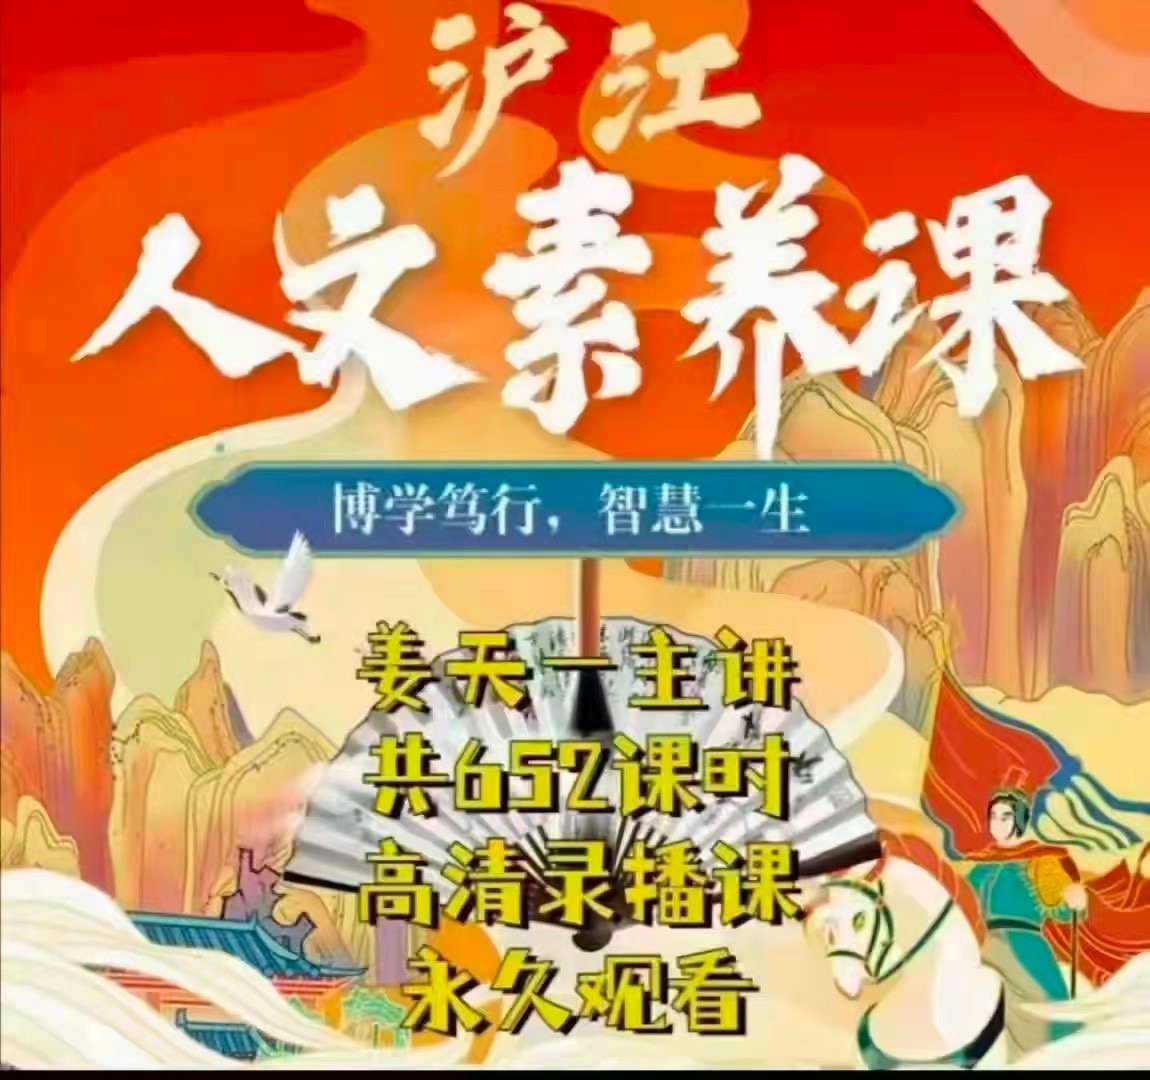 沪江
人文素养课
博学笃行，智慧一生
姜天一主讲
共652课时
高清录播课
永久观看